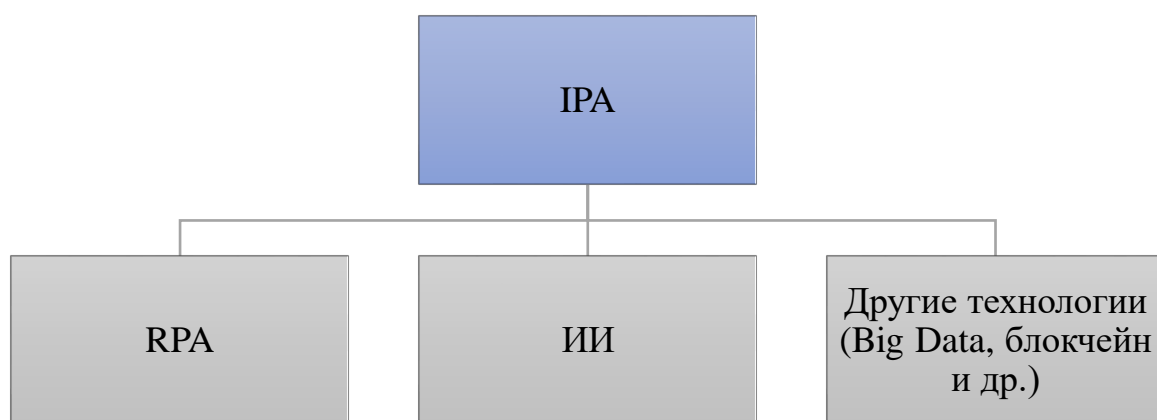 IPA
RPA
ИИ
Другие технологии
(Big Data, блокчейн
и др.)